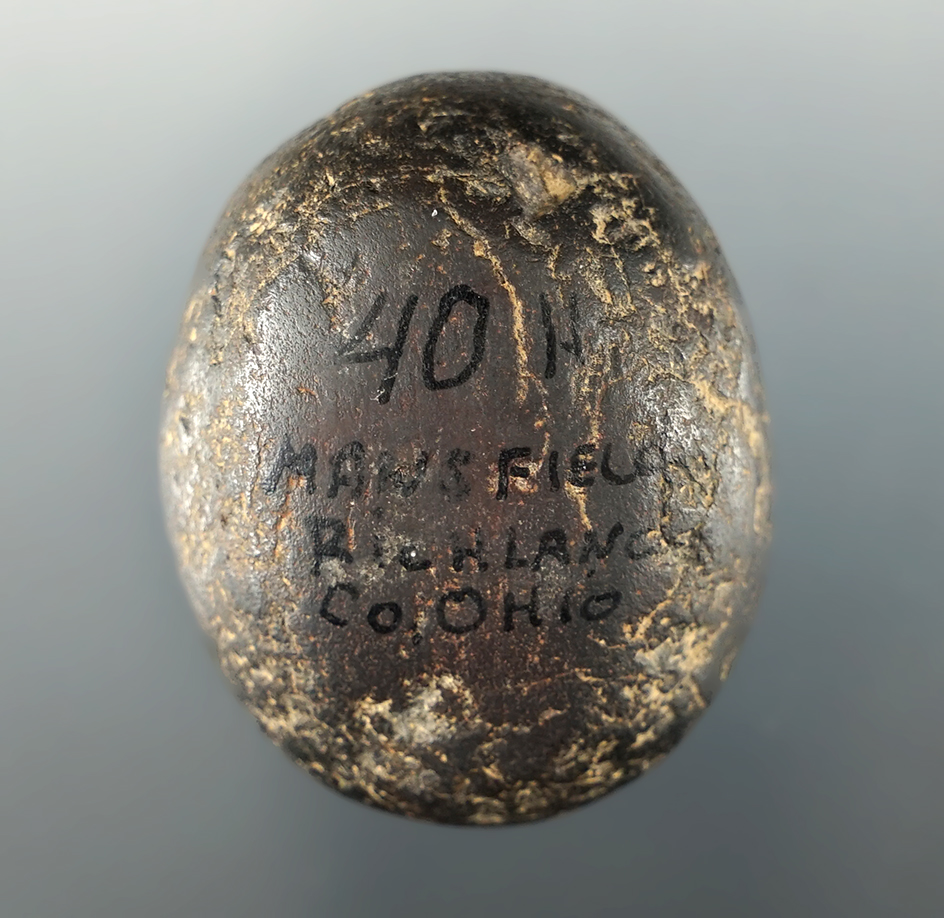 40 H
MANSFIELD
RICHLAND
Co, OHIO